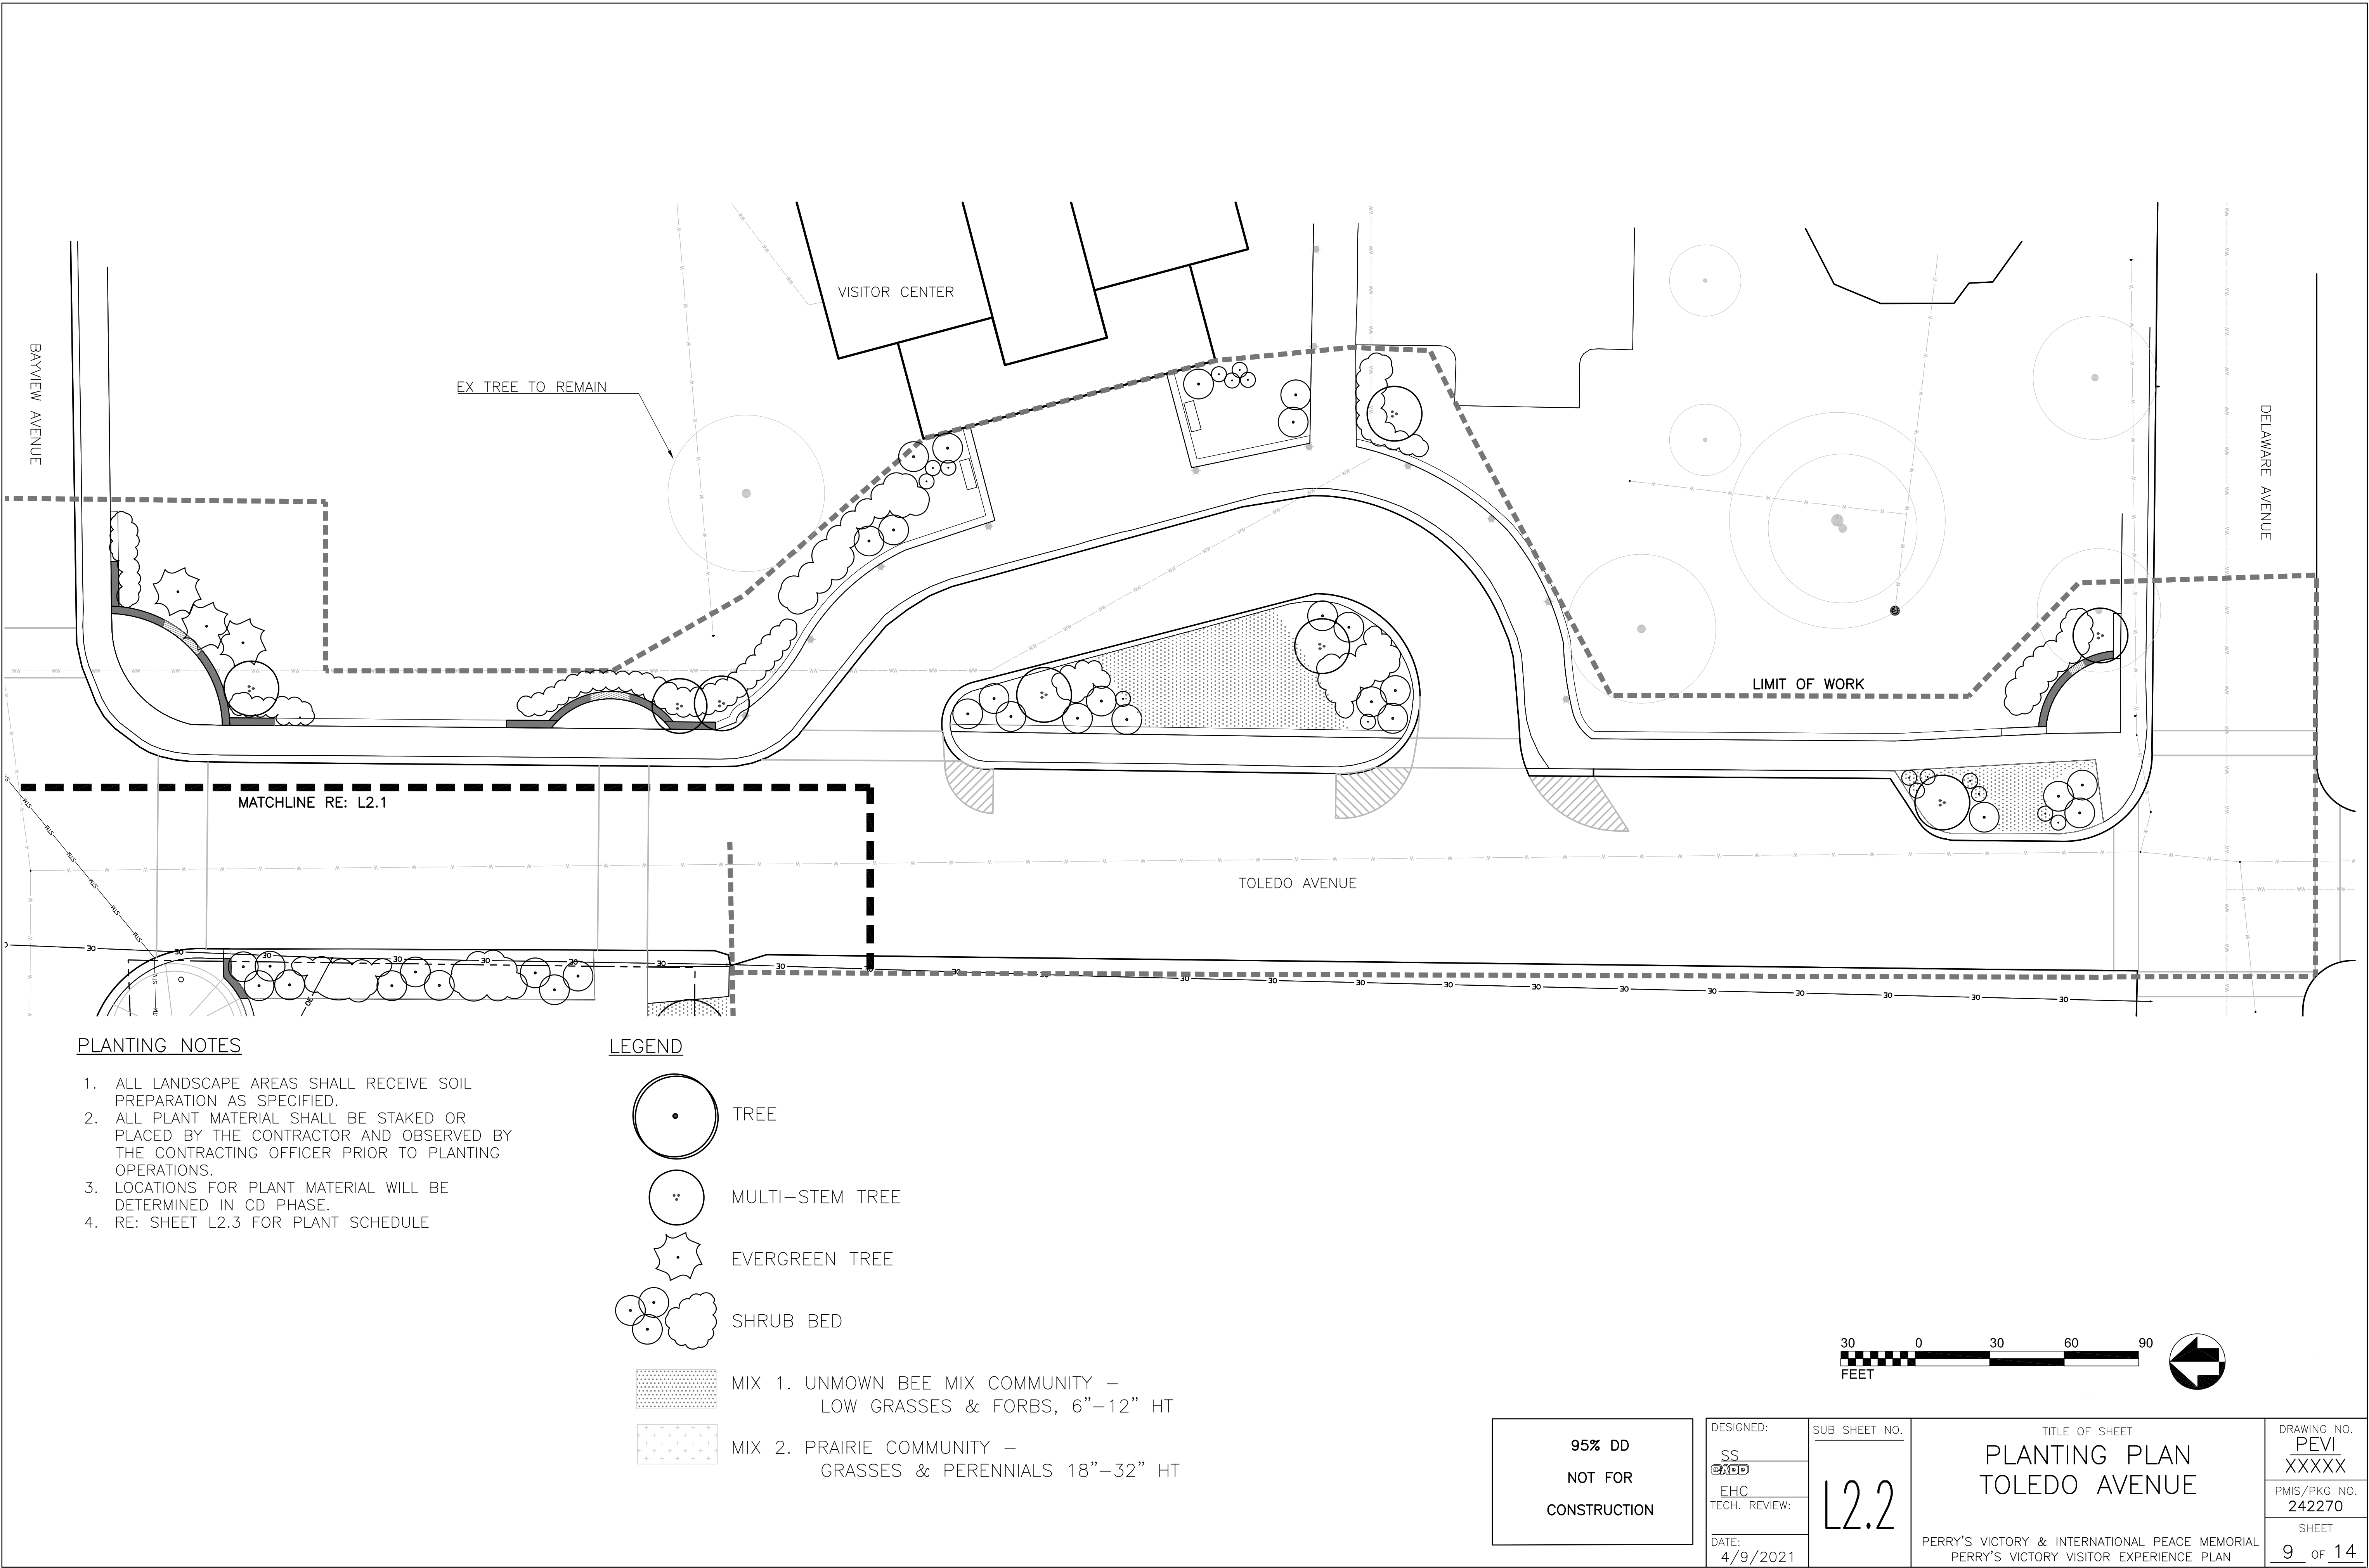 VISITOR CENTER
BAYVIEW AVENUE
EX TREE TO REMAIN
DELAWARE AVENUE
LIMIT OF WORK
MATCHLINE RE: L2.1
TOLEDO AVENUE
PLANTING NOTES
1. ALL LANDSCAPE AREAS SHALL RECEIVE SOIL
PREPARATION AS SPECIFIED.
2. ALL PLANT MATERIAL SHALL BE STAKED OR
PLACED BY THE CONTRACTOR AND OBSERVED BY
THE CONTRACTING OFFICER PRIOR TO PLANTING
OPERATIONS.
3. LOCATIONS FOR PLANT MATERIAL WILL BE
DETERMINED IN CD PHASE.
4. RE: SHEET L2.3 FOR PLANT SCHEDULE
LEGEND
TREE
MULTI-STEM TREE
EVERGREEN TREE
SHRUB BED
MIX 1. UNMOWN BEE MIX COMMUNITY –
LOW GRASSES & FORBS, 6"–12" HT
MIX 2. PRAIRIE COMMUNITY –
GRASSES & PERENNIALS 18"–32" HT
30 0 30 60 90
FEET
95% DD
NOT FOR
CONSTRUCTION
DESIGNED:
SS
EHC
TECH. REVIEW:
DATE:
4/9/2021
SUB SHEET NO.
L2.2
TITLE OF SHEET
PLANTING PLAN
TOLEDO AVENUE
PERRY'S VICTORY & INTERNATIONAL PEACE MEMORIAL
PERRY'S VICTORY VISITOR EXPERIENCE PLAN
DRAWING NO.
PEVI
XXXXX
PMIS/PKG NO.
242270
SHEET
9 OF 14